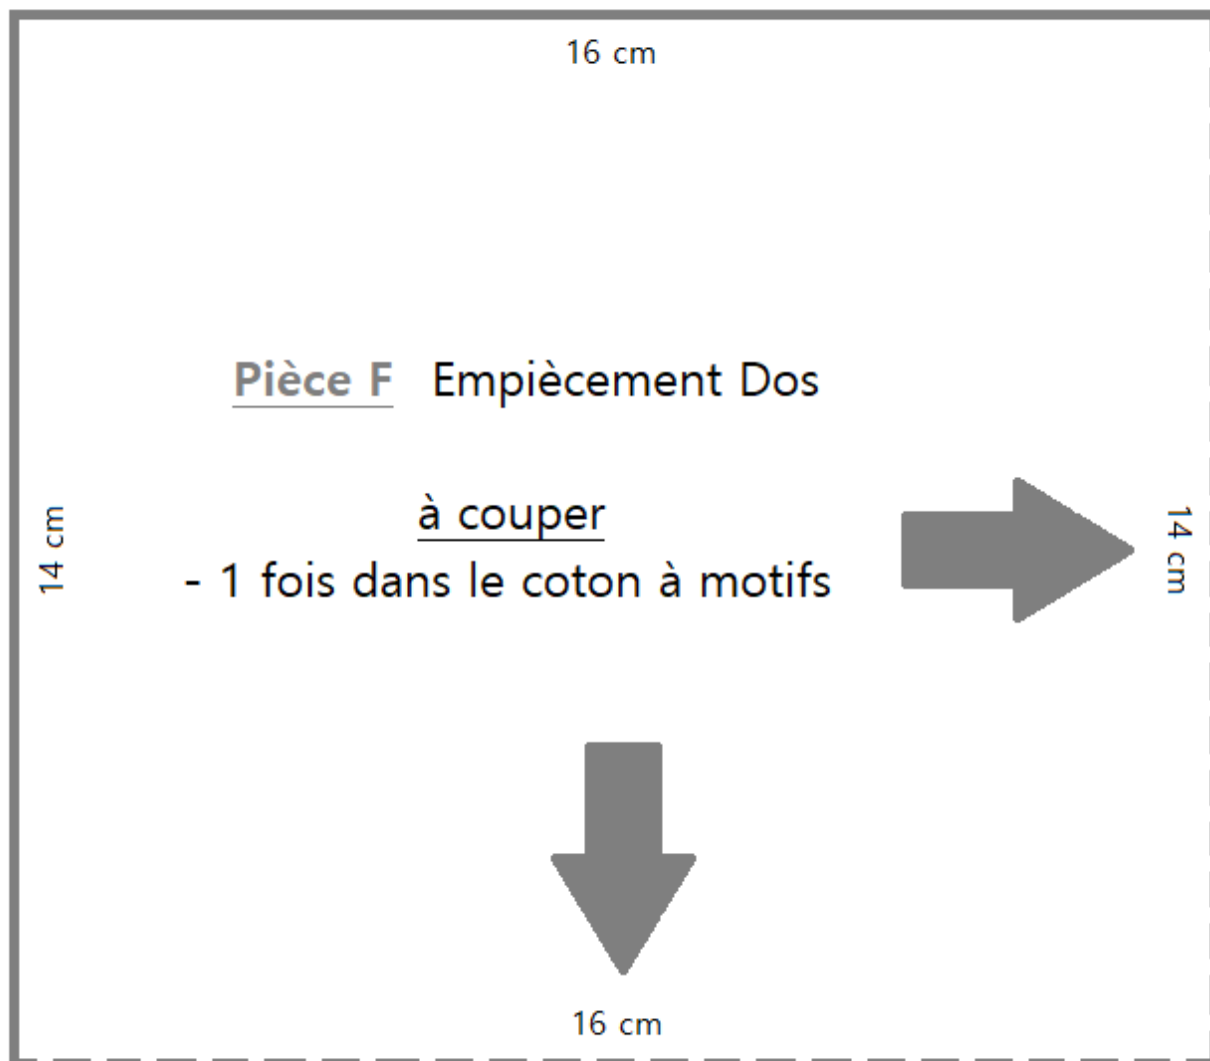 16 cm
Pièce F Empiècement Dos
à couper
14 cm
14 cm
- 1 fois dans le coton à motifs
16 cm